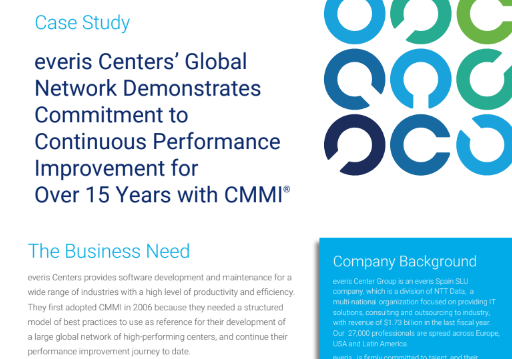 Case Study
everis Centers’ Global
Network Demonstrates
Commitment to
Continuous Performance
Improvement for
Over 15 Years with CMMI®
The Business Need
everis Centers provides software development and maintenance for a
wide range of industries with a high level of productivity and efficiency.
They first adopted CMMI in 2006 because they needed a structured
model of best practices to use as reference for their development of
a large global network of high-performing centers, and continue their
performance improvement journey to date.
Company Background
everis Center Group is an everis Spain SLU
company, which is a division of NTT Data, a
multi-national organization focused on providing IT
solutions, consulting and outsourcing to industry,
with revenue of $1.73 billion in the last fiscal year.
Our 27,000 professionals are spread across Europe,
USA and Latin America.
everis is firmly committed to talent, and their